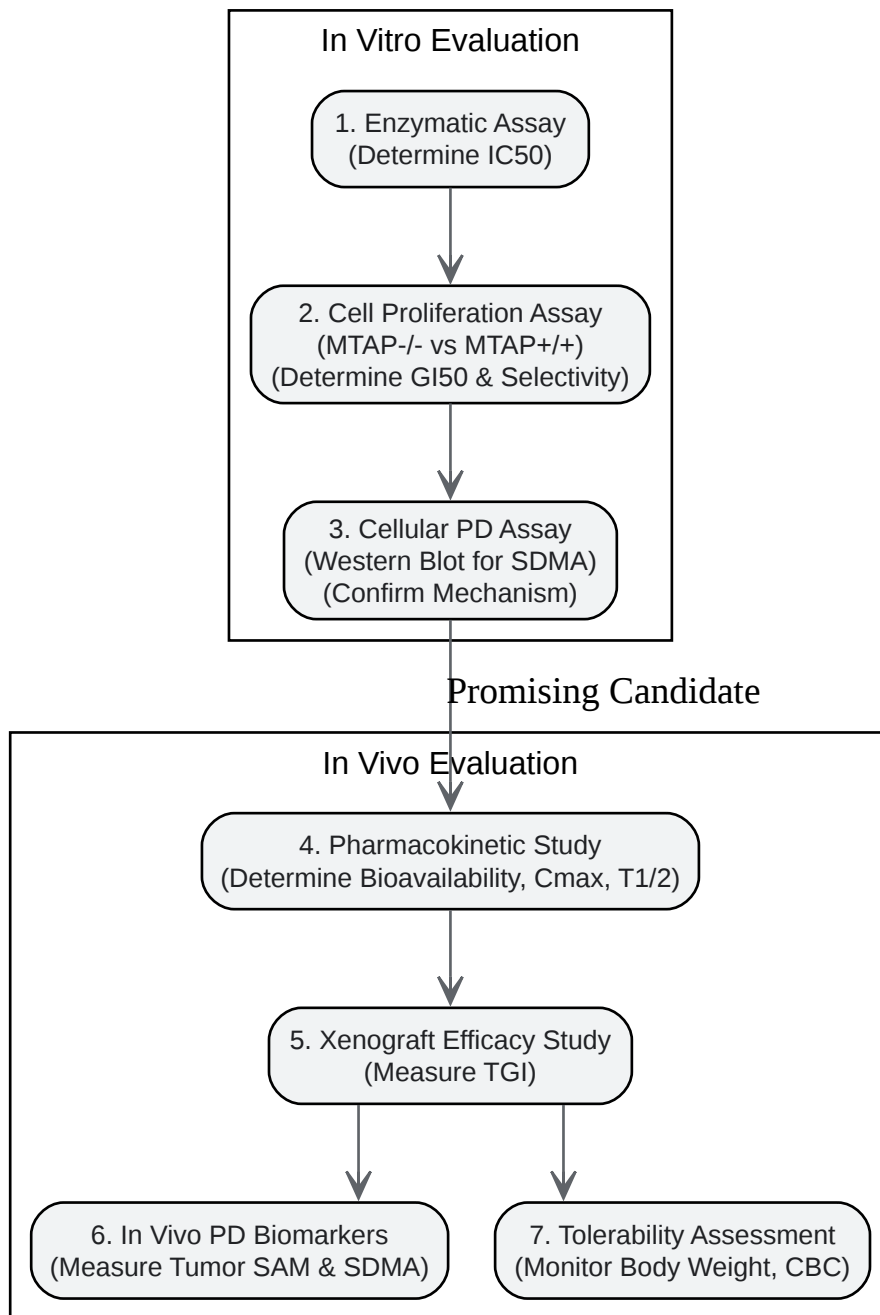 In Vitro Evaluation
1. Enzymatic Assay
(Determine IC50)
2. Cell Proliferation Assay
(MTAP-/- vs MTAP+/+)
(Determine GI50 & Selectivity)
3. Cellular PD Assay
(Western Blot for SDMA)
(Confirm Mechanism)
Promising Candidate
In Vivo Evaluation
4. Pharmacokinetic Study
(Determine Bioavailability, Cmax, T1/2)
5. Xenograft Efficacy Study
(Measure TGI)
6. In Vivo PD Biomarkers
(Measure Tumor SAM & SDMA)
7. Tolerability Assessment
(Monitor Body Weight, CBC)